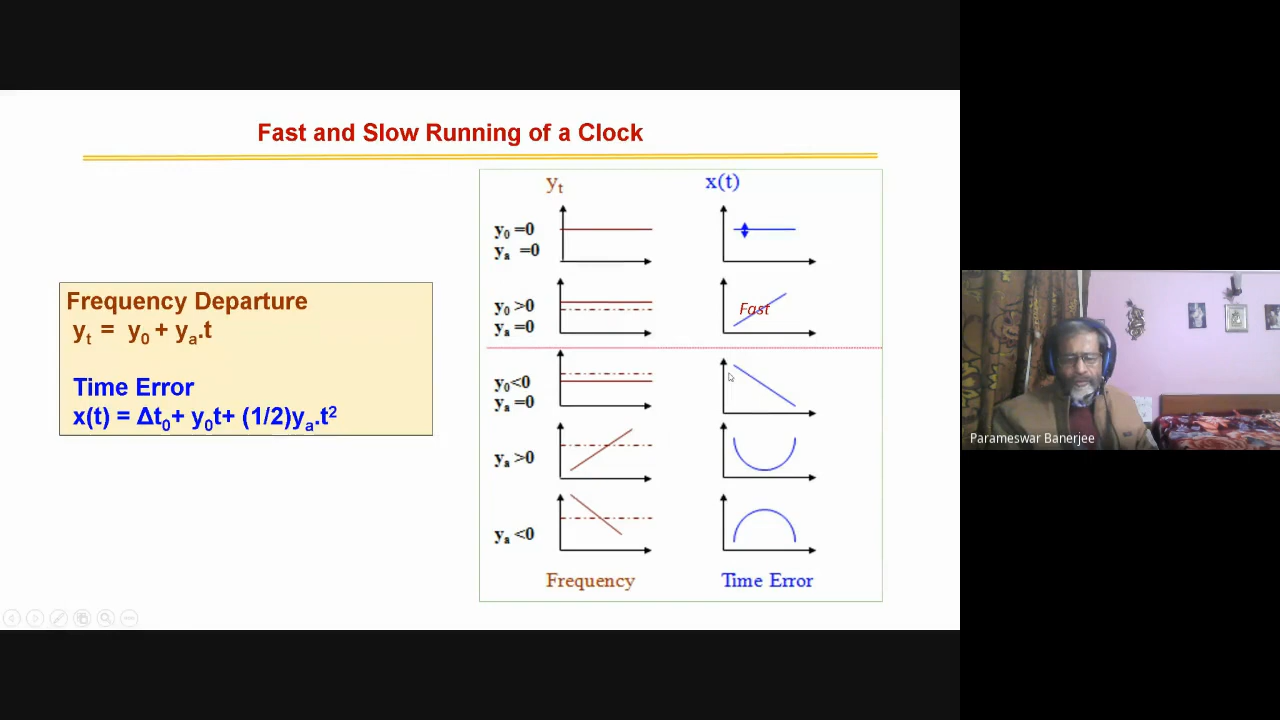 Fast and Slow Running of a Clock
Frequency Departure
yt = y0 + ya.t
Time Error
x(t) = Δt0+ y0t+ (1/2)ya.t²
yt
x(t)
y0 =0
ya =0
y0 >0
ya =0
Fast
y0<0
ya =0
ya >0
ya <0
Frequency
Time Error
Parameswar Banerjee